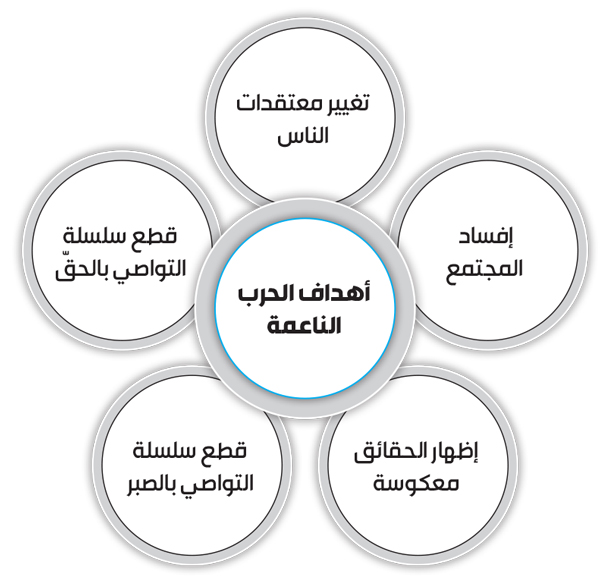 تغيير معتقدات
الناس
إفساد
المجتمع
قطع سلسلة
التواصي بالحقّ
أهداف الحرب
الناعمة
إظهار الحقائق
معكوسة
قطع سلسلة
التواصي بالصبر